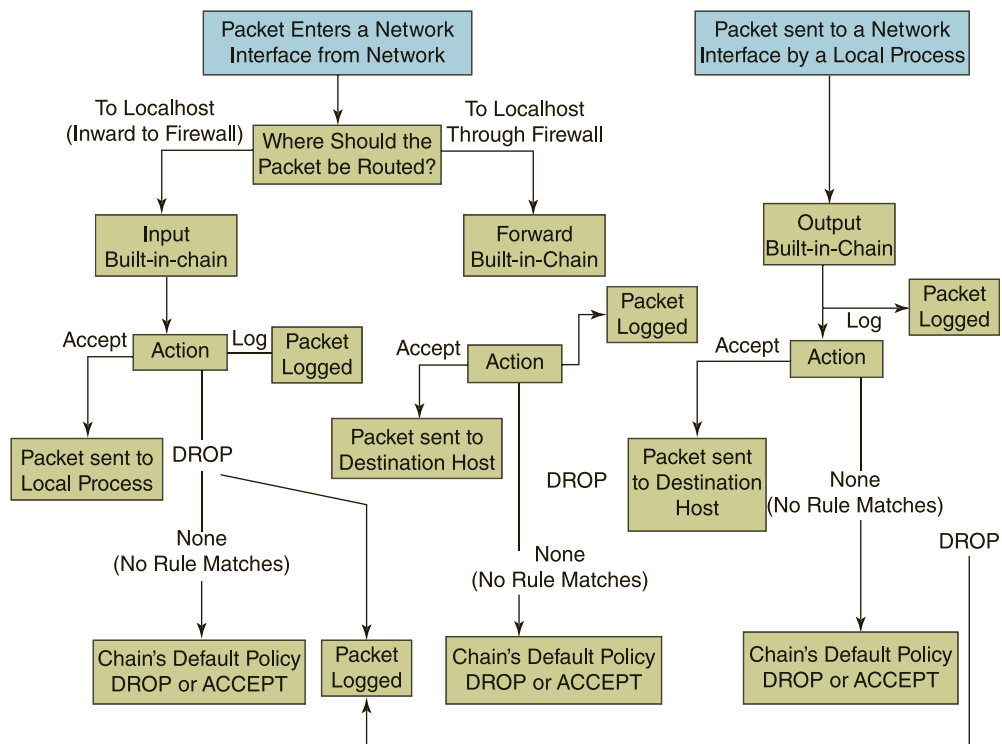 Packet Enters a Network
Interface from Network
Packet sent to a Network
Interface by a Local Process
To Localhost
(Inward to Firewall)
To Localhost
Through Firewall
Where Should the
Packet be Routed?
Input
Built-in-chain
Forward
Built-in-Chain
Output
Built-in-Chain
Packet
Logged
Packet
Logged
Log
Accept
Action
Log
Packet
Logged
Accept
Action
Accept
Action
Packet sent to
Local Process
DROP
Packet sent to
Destination Host
DROP
Packet sent
to Destination
Host
None
(No Rule Matches)
DROP
None
(No Rule Matches)
None
(No Rule Matches)
Chain's Default Policy
DROP or ACCEPT
Packet
Logged
Chain's Default Policy
DROP or ACCEPT
Chain's Default Policy
DROP or ACCEPT